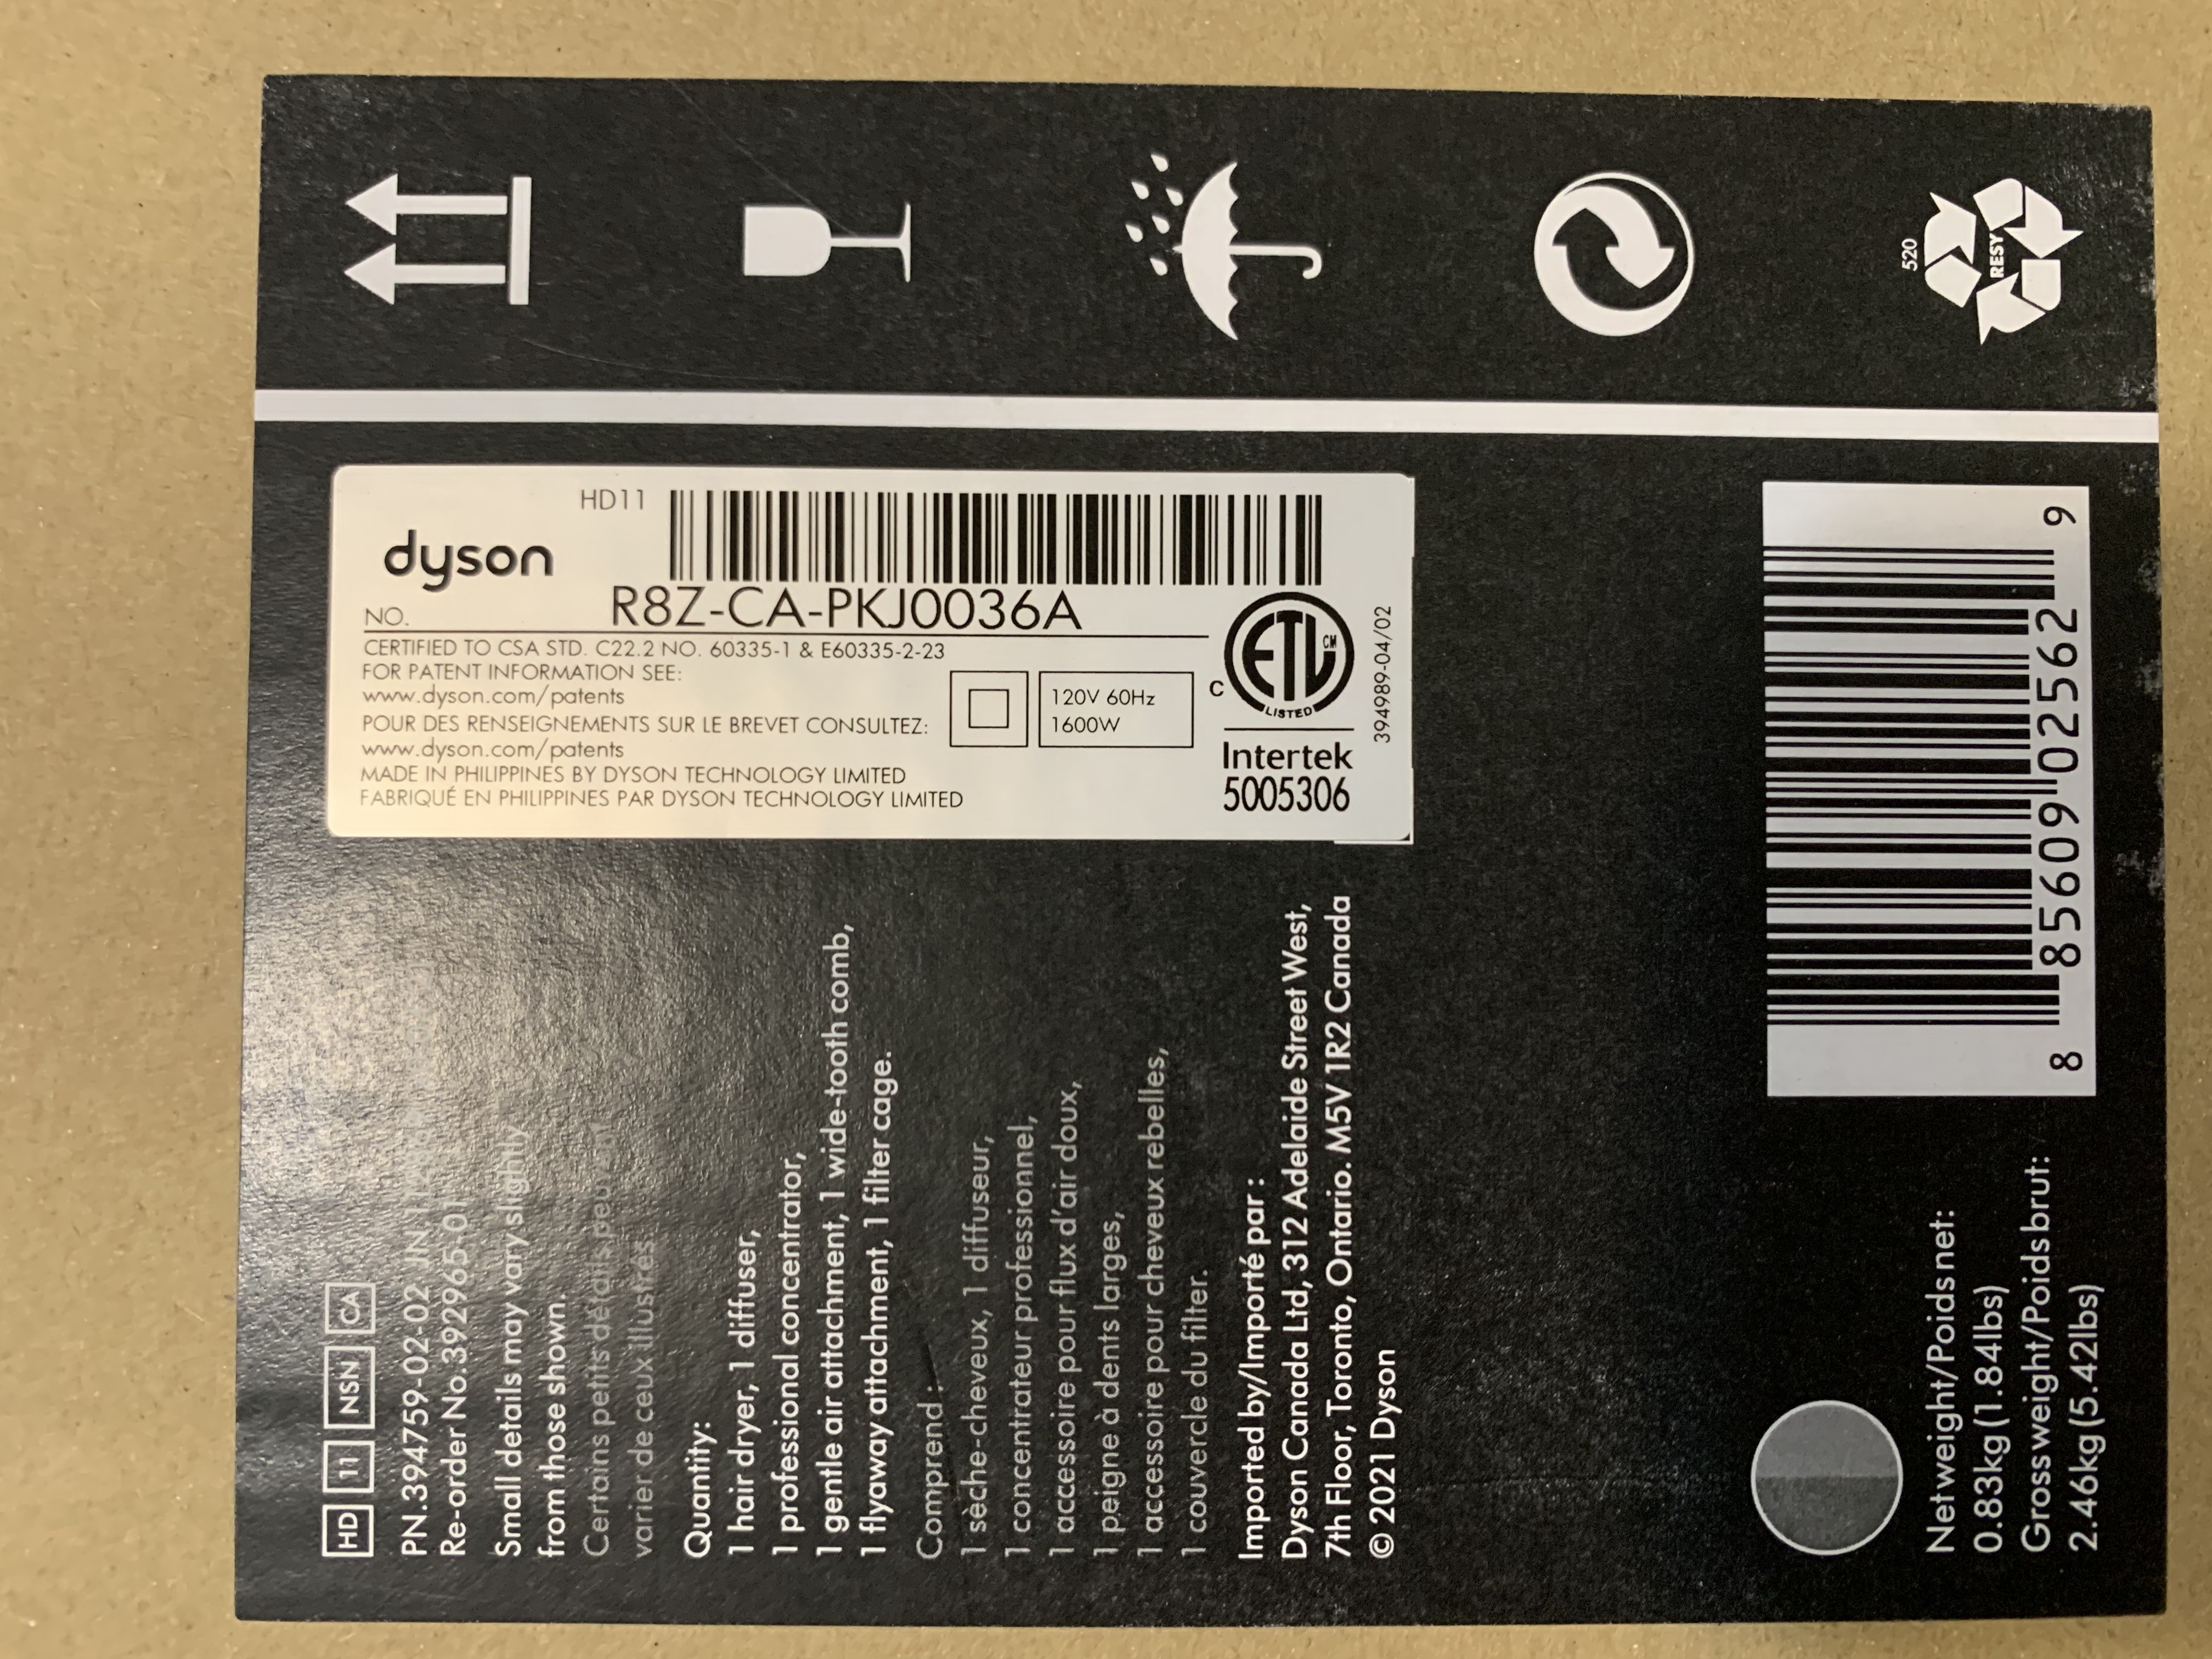 HD 11 NSN CA
PN.394759-02-02
Re-order No.392965-01
Small details may vary slightly
from those shown.
Certains petits détails peuvent
varier de ceux illustrés.
Quantity:
1 hair dryer, 1 diffuser,
1 professional concentrator,
1 gentle air attachment, 1 wide-tooth comb,
1 flyaway attachment, 1 filter cage.
Comprend :
1 sèche-cheveux, 1 diffuseur,
1 concentrateur professionnel,
1 accessoire pour flux d'air doux,
1 peigne à dents larges,
1 accessoire pour cheveux rebelles,
1 couvercle du filter.
Imported by/Importé par :
Dyson Canada Ltd, 312 Adelaide Street West,
7th Floor, Toronto, Ontario. M5V 1R2 Canada
© 2021 Dyson
Net weight/Poids net:
0.83kg (1.84lbs)
Gross weight/Poids brut:
2.46kg (5.42lbs)
dyson
HD11
NO. R8Z-CA-PKJ0036A
CERTIFIED TO CSA STD. C22.2 NO. 60335-1 & E60335-2-23
FOR PATENT INFORMATION SEE:
www.dyson.com/patents
POUR DES RENSEIGNEMENTS SUR LE BREVET CONSULTEZ:
www.dyson.com/patents
MADE IN PHILIPPINES BY DYSON TECHNOLOGY LIMITED
FABRIQUÉ EN PHILIPPINES PAR DYSON TECHNOLOGY LIMITED
120V 60Hz
1600W
C ETL CM
LISTED
Intertek
5005306
394989-04/02
8 85609 02562 9
520
RESY